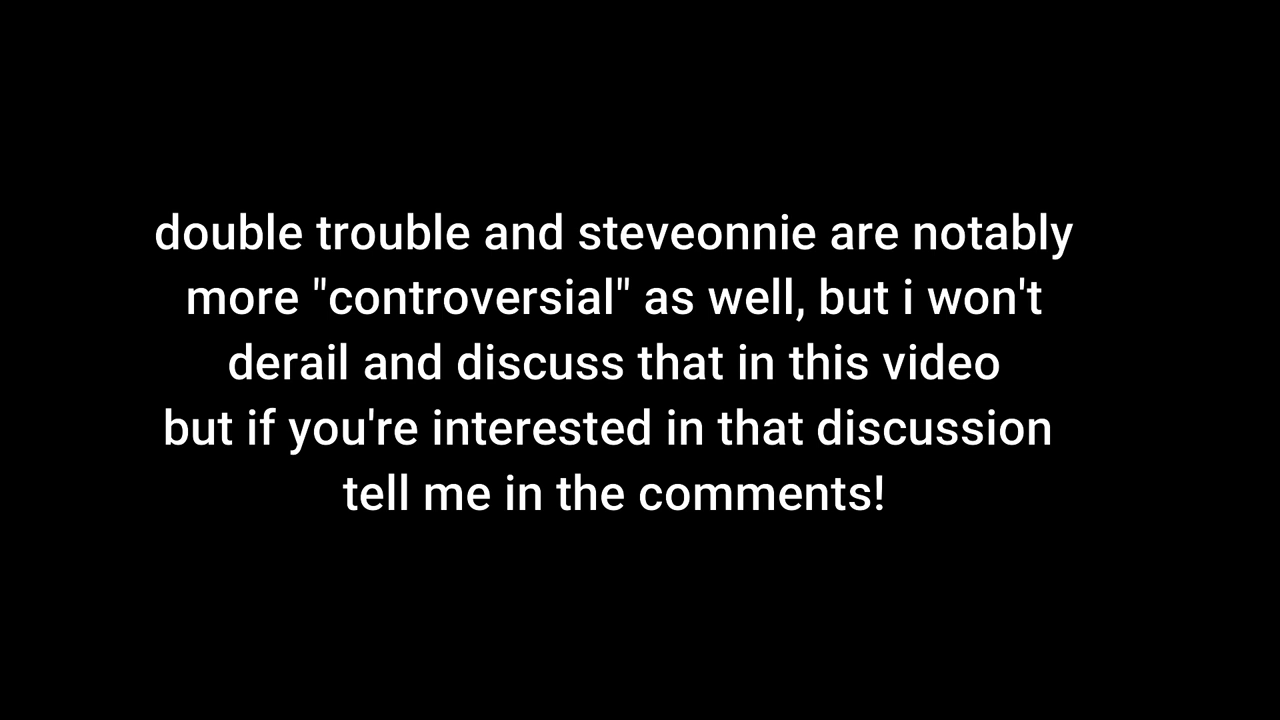 double trouble and steveonnie are notably
more "controversial" as well, but i won't
derail and discuss that in this video
but if you're interested in that discussion
tell me in the comments!